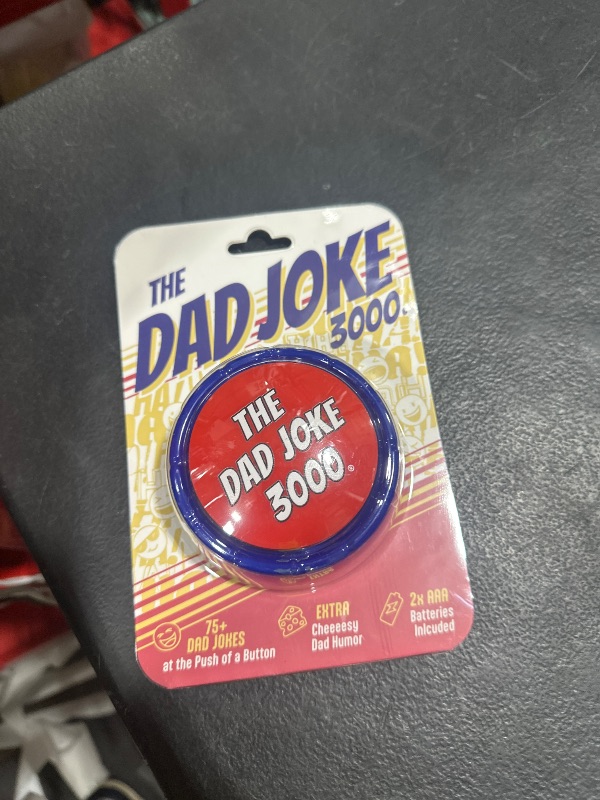 THE
DAD JOKE
3000
THE
DAD JOKE
3000
75+
DAD JOKES
at the Push of a Button
EXTRA
Cheeeesy
Dad Humor
2x AAA
Batteries
Inlcuded